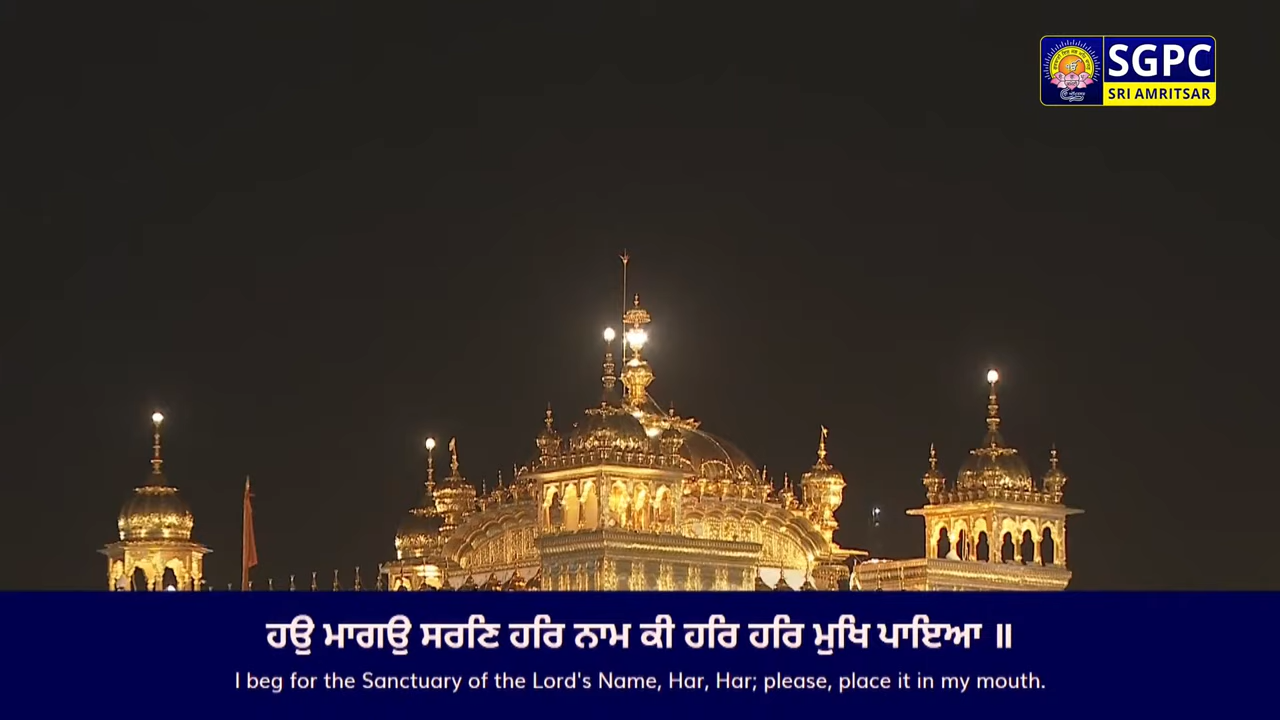 SGPC
SRI AMRITSAR
ਹਉ ਮਾਗਉ ਸਰਣਿ ਹਰਿ ਨਾਮ ਕੀ ਹਰਿ ਹਰਿ ਮੁਖਿ ਪਾਇਆ ॥
I beg for the Sanctuary of the Lord's Name, Har, Har; please, place it in my mouth.